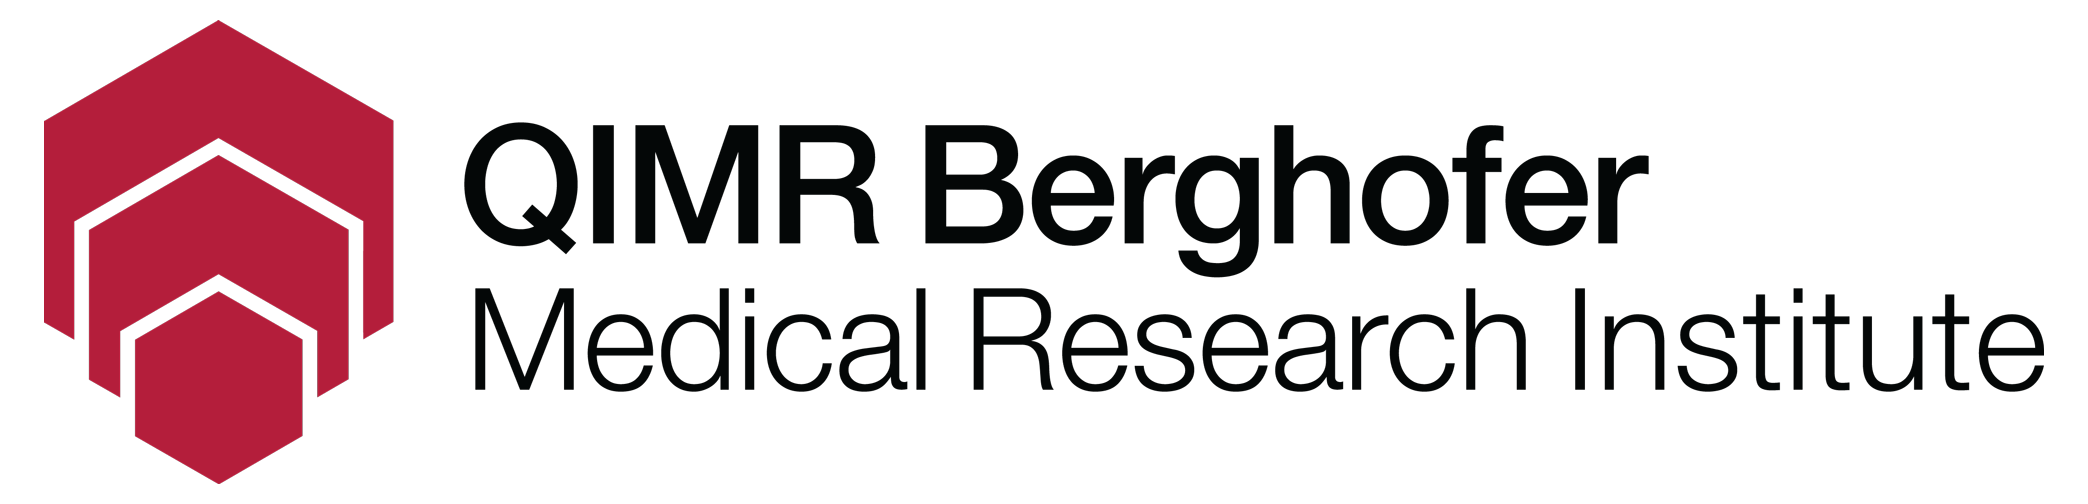 QIMR Berghofer
Medical Research Institute